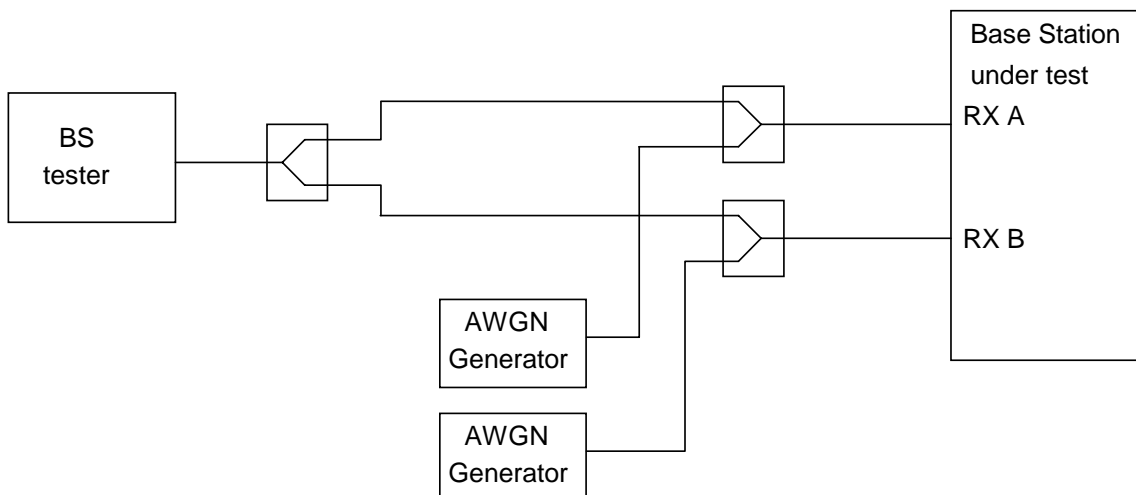 BS
tester
Base Station
under test
RX A
RX B
AWGN
Generator
AWGN
Generator